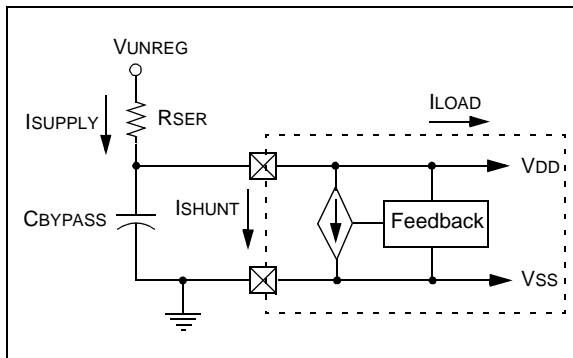 VUNREG
ISUPPLY
RSER
ILOAD
VDD
CBYPASS
ISHUNT
Feedback
VSS